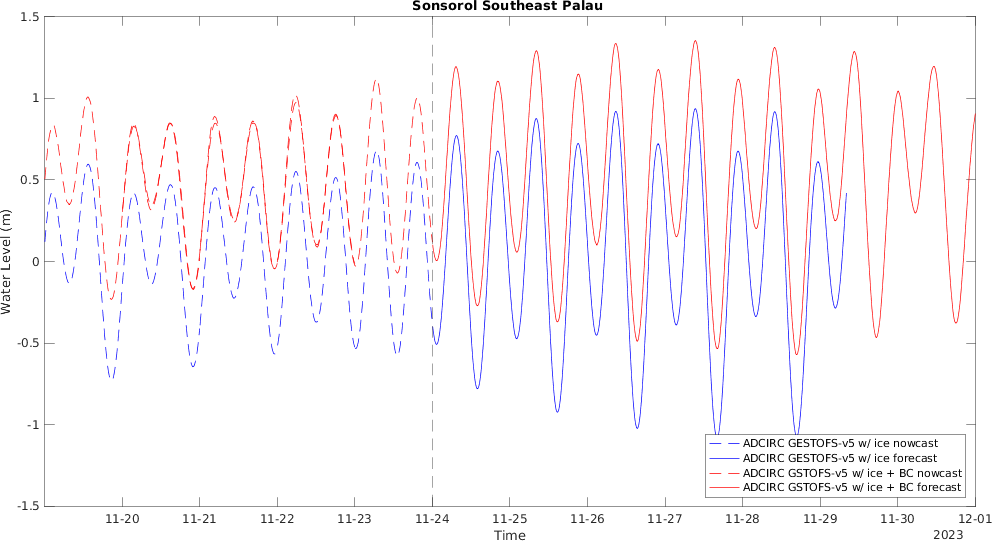 Sonsorol Southeast Palau
1.5
1
0.5
0
-0.5
-1
-1.5
Water Level (m)
ADCIRC GESTOFS-v5 w/ ice nowcast
ADCIRC GESTOFS-v5 w/ ice forecast
ADCIRC GSTOFS-v5 w/ ice + BC nowcast
ADCIRC GSTOFS-v5 w/ ice + BC forecast
11-20 11-21 11-22 11-23 11-24 11-25 11-26 11-27 11-28 11-29 11-30 12-01
Time
2023